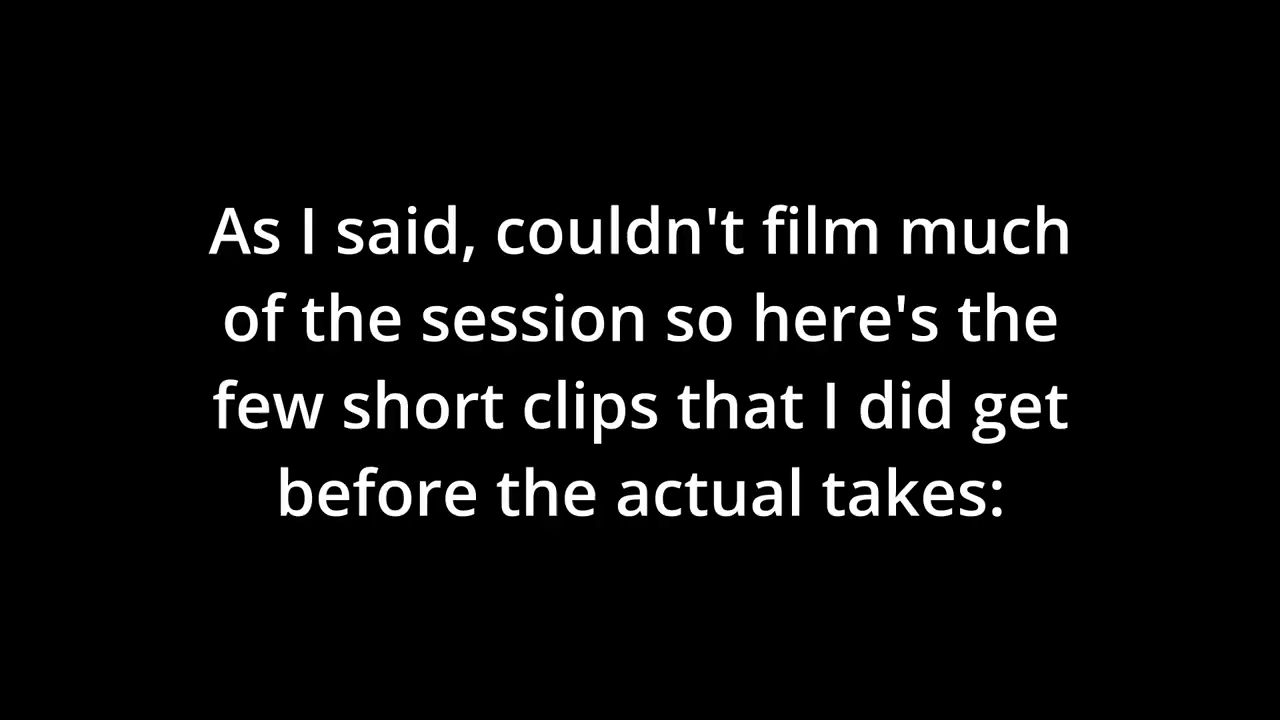 As I said, couldn't film much
of the session so here's the
few short clips that I did get
before the actual takes: